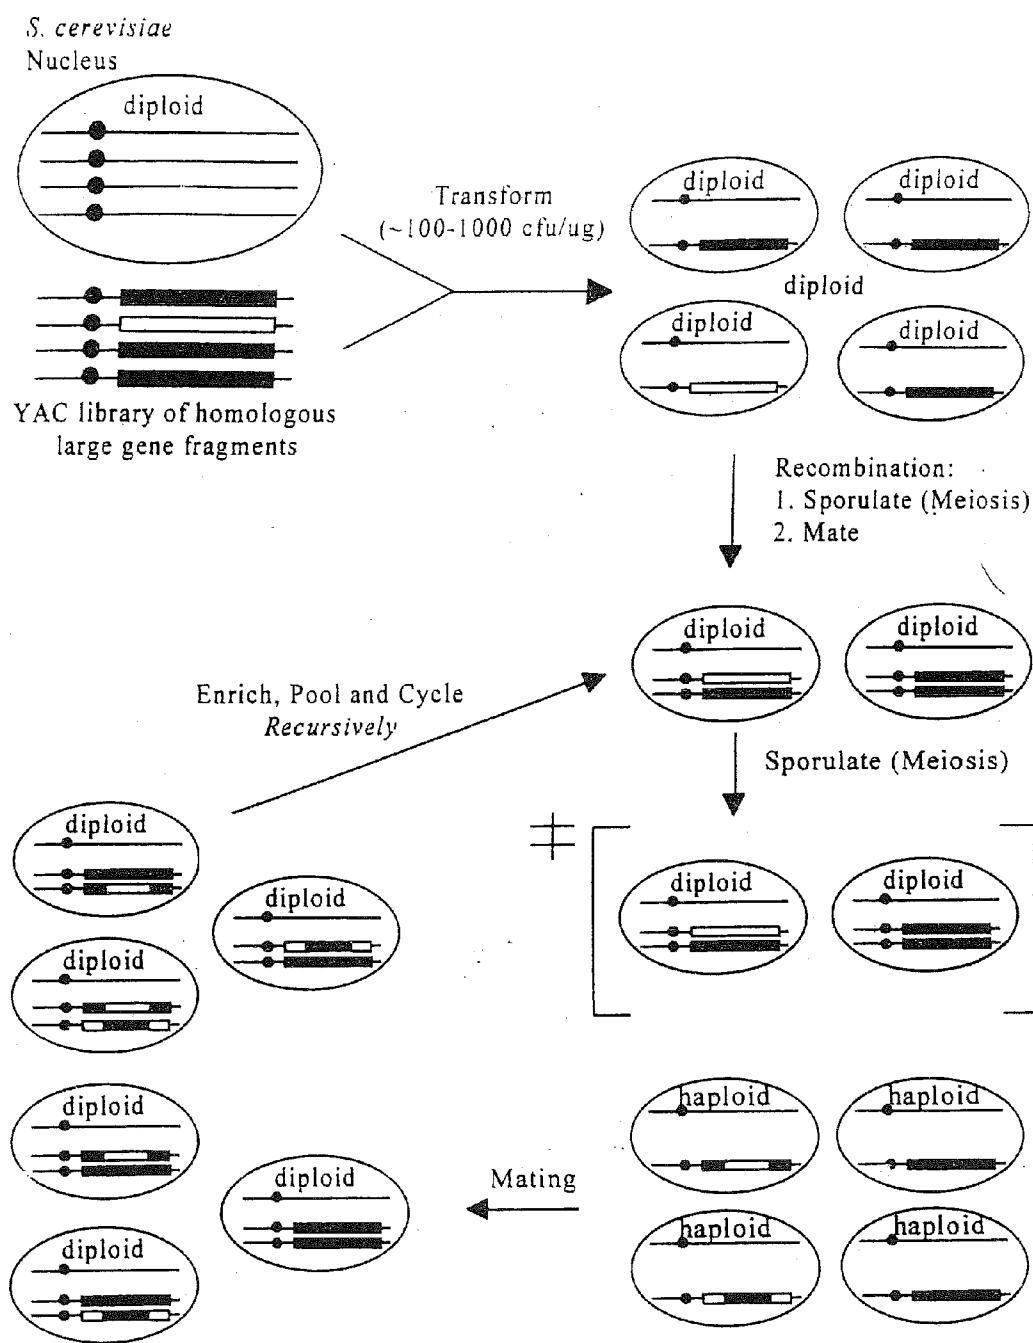 S. cerevisiae
Nucleus
diploid
Transform
(~100-1000 cfu/ug)
diploid
diploid
diploid
diploid
diploid
YAC library of homologous
large gene fragments
Recombination:
1. Sporulate (Meiosis)
2. Mate
diploid
diploid
Enrich, Pool and Cycle
Recursively
Sporulate (Meiosis)
diploid
diploid
diploid
diploid
diploid
diploid
diploid
diploid
Mating
haploid
haploid
haploid
haploid